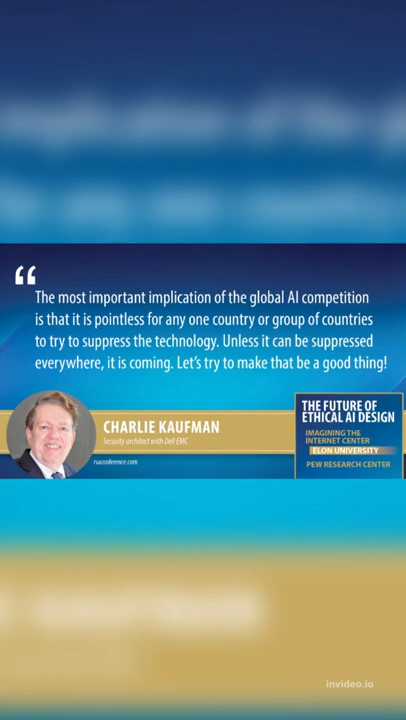 “
The most important implication of the global AI competition
is that it is pointless for any one country or group of countries
to try to suppress the technology. Unless it can be suppressed
everywhere, it is coming. Let's try to make that be a good thing!
CHARLIE KAUFMAN
Security architect with Dell EMC
rsaconference.com
THE FUTURE OF
ETHICAL AI DESIGN
IMAGINING THE
INTERNET CENTER
ELON UNIVERSITY
PEW RESEARCH CENTER
invideo.io